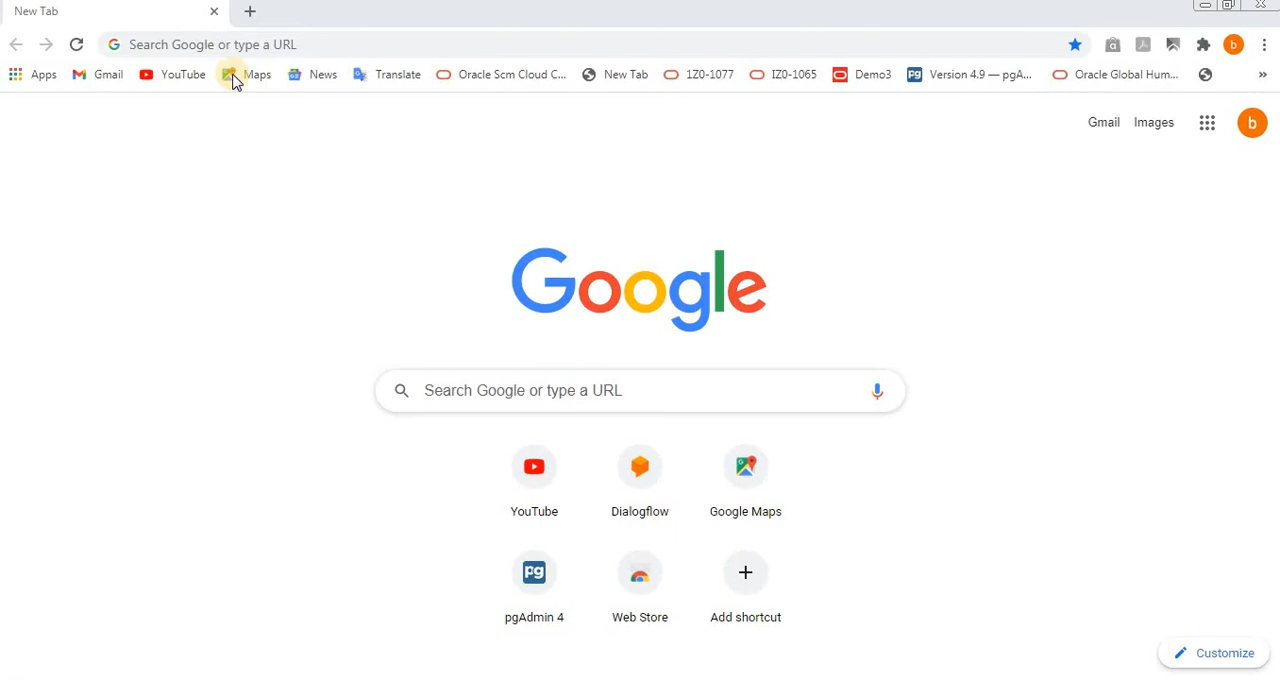 New Tab
Search Google or type a URL
Apps Gmail YouTube Maps News Translate Oracle Scm Cloud C... New Tab 1Z0-1077 IZ0-1065 Demo3 Version 4.9 — pgA... Oracle Global Hum... »
Gmail Images b
Google
Search Google or type a URL
YouTube Dialogflow Google Maps
pgAdmin 4 Web Store Add shortcut
Customize